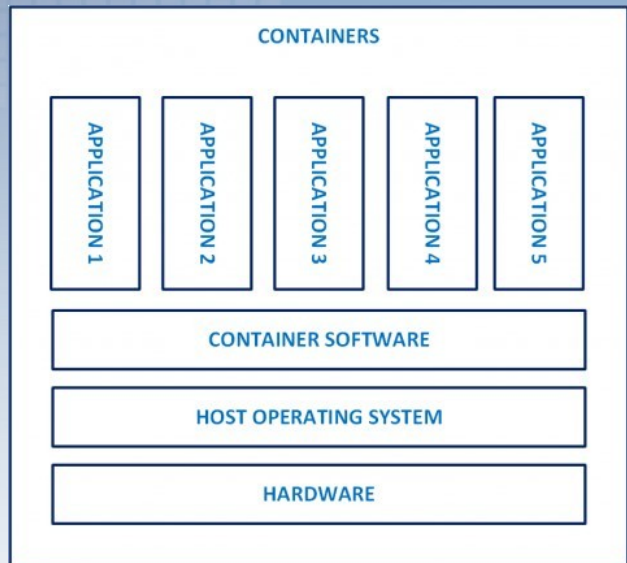 CONTAINERS
APPLICATION 1
APPLICATION 2
APPLICATION 3
APPLICATION 4
APPLICATION 5
CONTAINER SOFTWARE
HOST OPERATING SYSTEM
HARDWARE